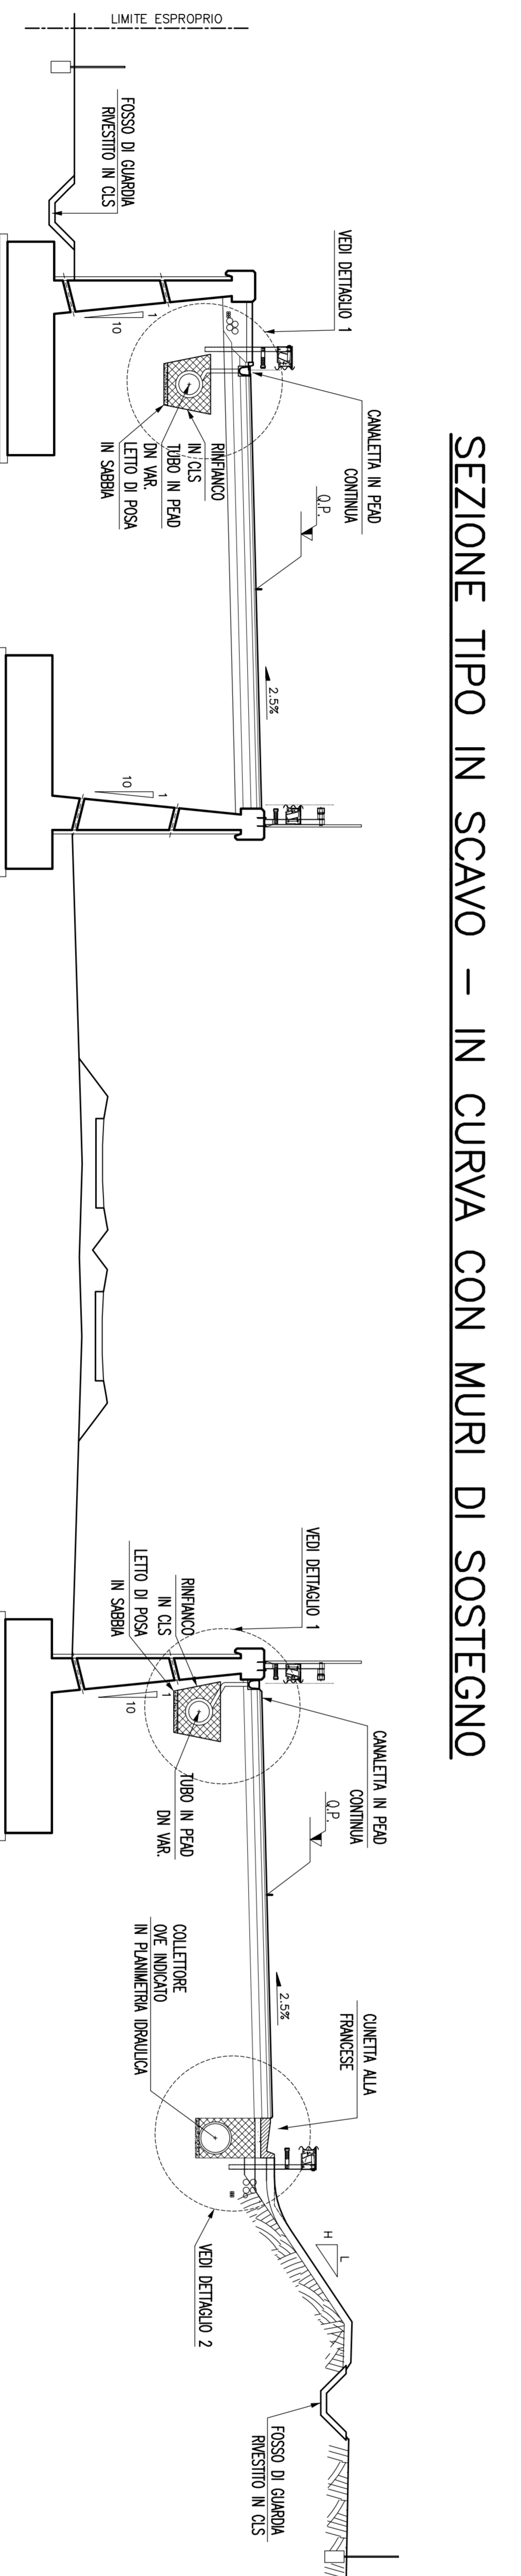 SEZIONE TIPO IN SCAVO – IN CURVA CON MURI DI SOSTEGNO
LIMITE ESPROPRIO
FOSSO DI GUARDIA
RIVESTITO IN CLS
VEDI DETTAGLIO 1
1
10
CANALETTA IN PEAD
CONTINUA
RINFIANCO
IN CLS
TUBO IN PEAD
DN VAR.
LETTO DI POSA
IN SABBIA
Q.P.
2.5%
10
1
VEDI DETTAGLIO 1
RINFIANCO
IN CLS
LETTO DI POSA
IN SABBIA
1
10
CANALETTA IN PEAD
CONTINUA
TUBO IN PEAD
DN VAR.
Q.P.
2.5%
COLLETTORE
OVE INDICATO
IN PLANIMETRIA IDRAULICA
CUNETTA ALLA
FRANCESE
VEDI DETTAGLIO 2
H
L
FOSSO DI GUARDIA
RIVESTITO IN CLS